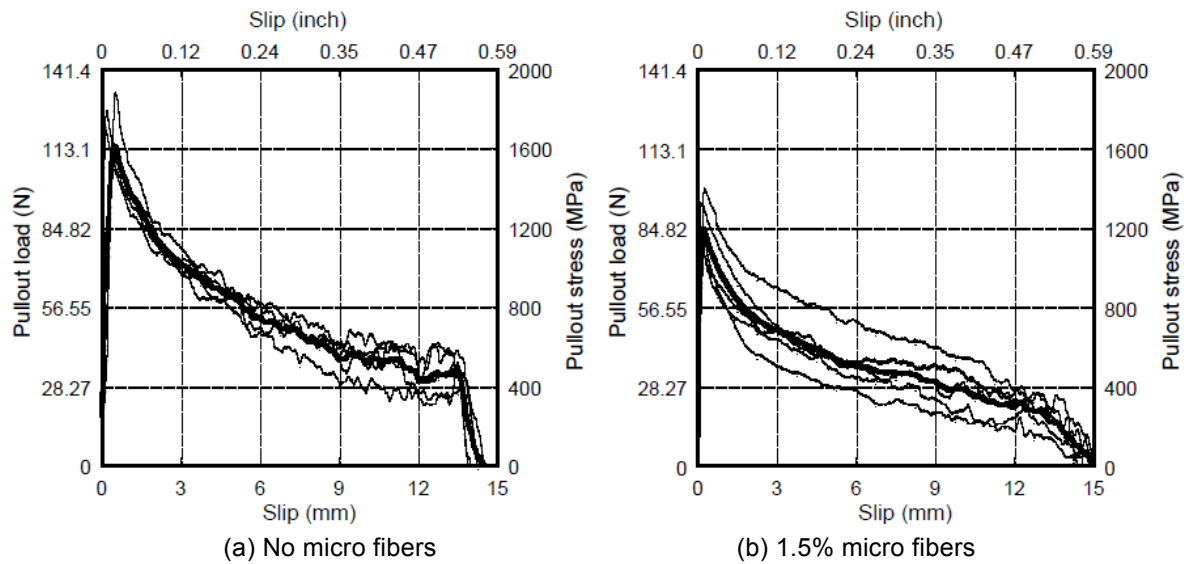 Slip (inch)
0 0.12 0.24 0.35 0.47 0.59
141.4
113.1
84.82
56.55
28.27
0
Pullout load (N)
2000
1600
1200
800
400
0
Pullout stress (MPa)
0 3 6 9 12 15
Slip (mm)
(a) No micro fibers
Slip (inch)
0 0.12 0.24 0.35 0.47 0.59
141.4
113.1
84.82
56.55
28.27
0
Pullout load (N)
2000
1600
1200
800
400
0
Pullout stress (MPa)
0 3 6 9 12 15
Slip (mm)
(b) 1.5% micro fibers